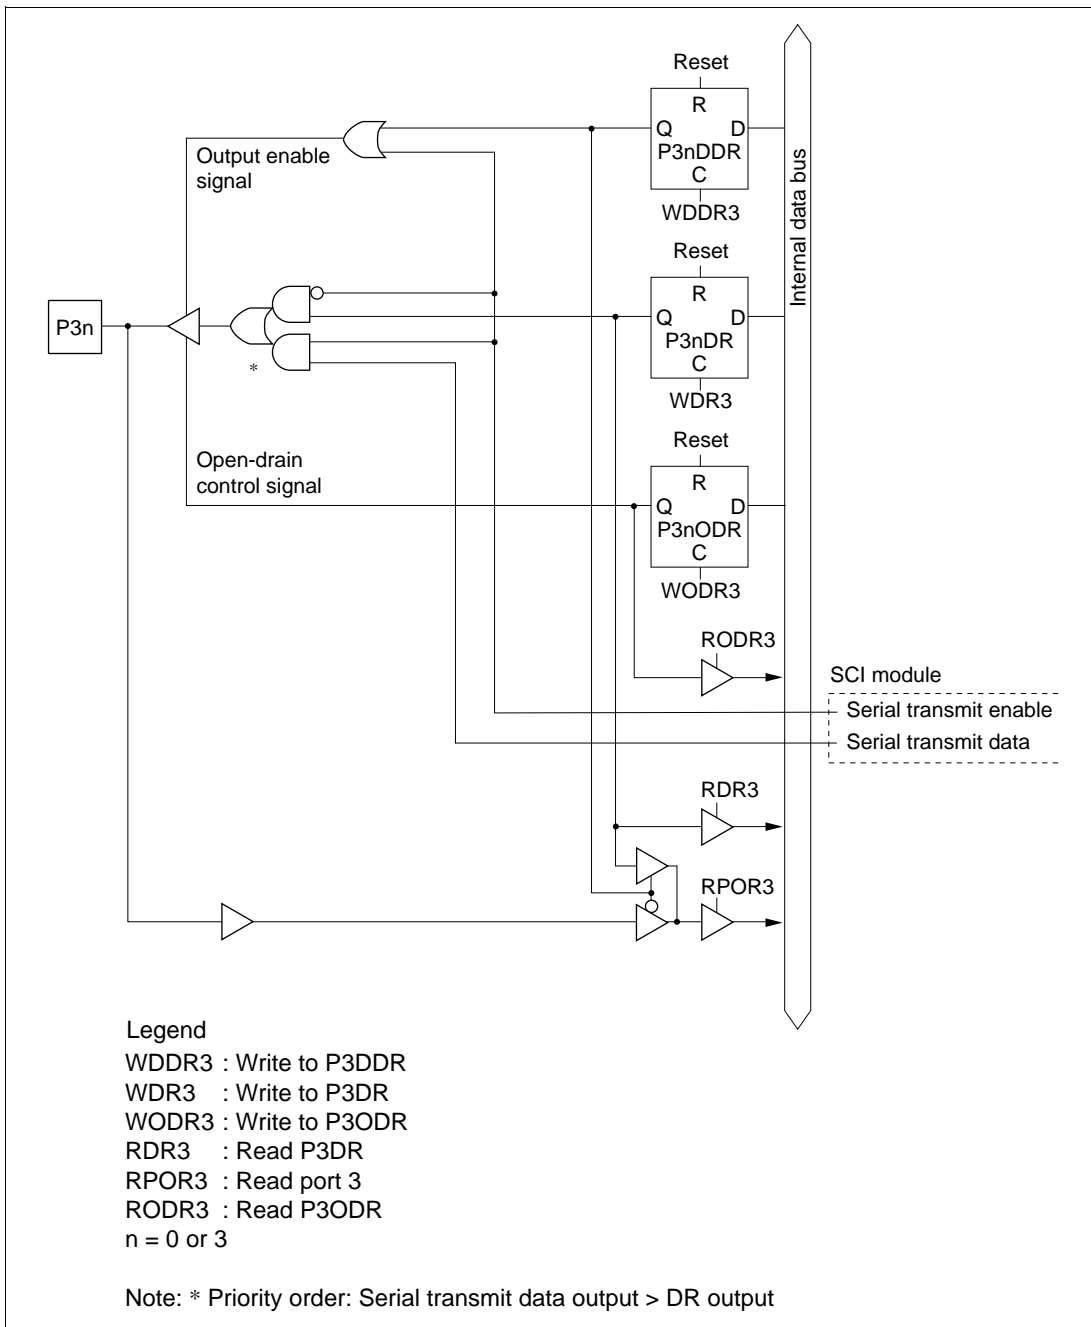 Reset
R
Q D
P3nDDR
C
WDDR3
Output enable
signal
Internal data bus
Reset
R
Q D
P3nDR
C
WDR3
P3n
*
Reset
R
Q D
P3nODR
C
WODR3
Open-drain
control signal
RODR3
SCI module
Serial transmit enable
Serial transmit data
RDR3
RPOR3
Legend
WDDR3 : Write to P3DDR
WDR3 : Write to P3DR
WODR3 : Write to P3ODR
RDR3 : Read P3DR
RPOR3 : Read port 3
RODR3 : Read P3ODR
n = 0 or 3
Note: * Priority order: Serial transmit data output > DR output